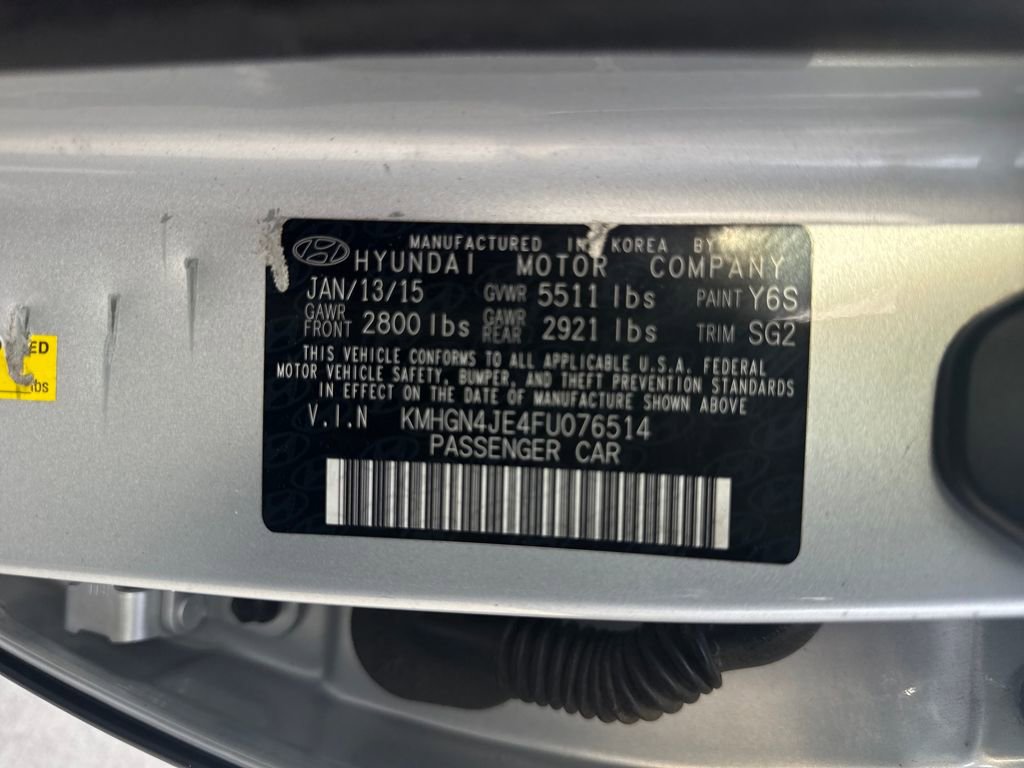 MANUFACTURED IN KOREA BY
HYUNDAI MOTOR COMPANY
JAN/13/15 GVWR 5511 lbs PAINT Y6S
GAWR FRONT 2800 lbs GAWR REAR 2921 lbs TRIM SG2
THIS VEHICLE CONFORMS TO ALL APPLICABLE U.S.A. FEDERAL
MOTOR VEHICLE SAFETY, BUMPER, AND THEFT PREVENTION STANDARDS
IN EFFECT ON THE DATE OF MANUFACTURE SHOWN ABOVE
V.I.N KMHGN4JE4FU076514
PASSENGER CAR
ED
lbs